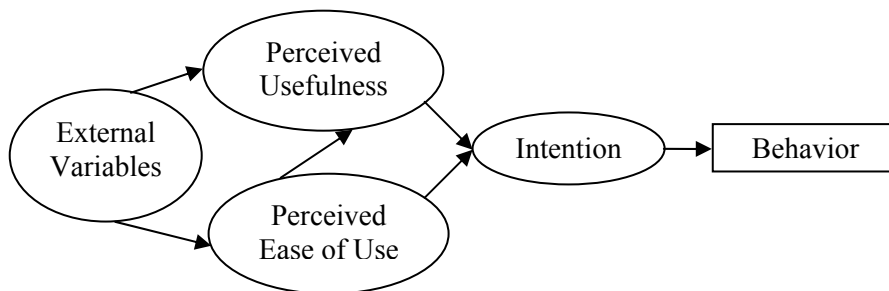 Perceived
Usefulness
External
Variables
Intention
Behavior
Perceived
Ease of Use